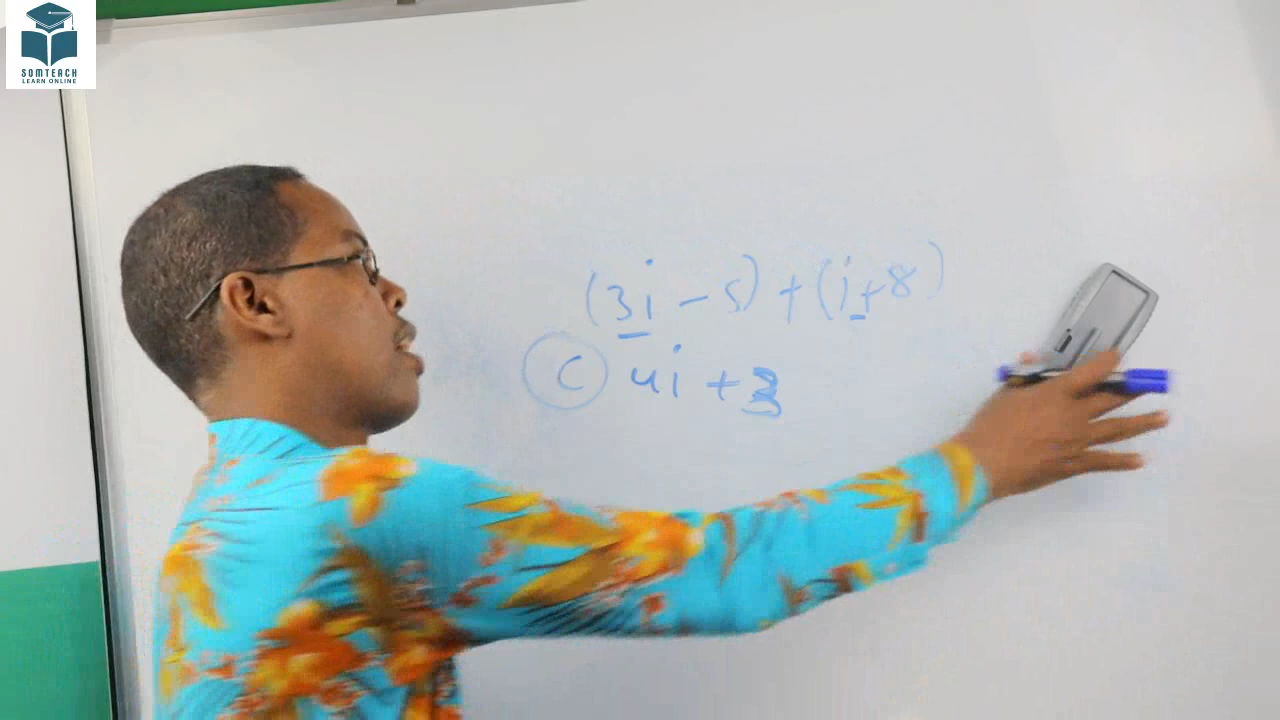 SOMTEACH
LEARN ONLINE
(3i - 5) + (i + 8)
C 4i + 3